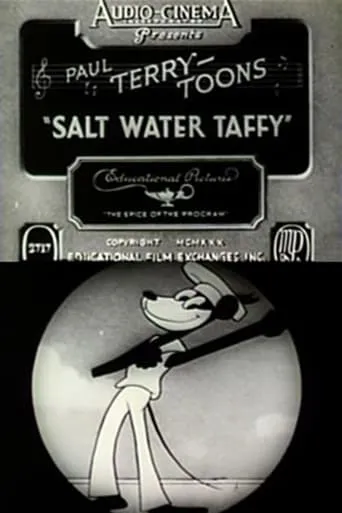 AUDIO-CINEMA
INCORPORATED
Presents
PAUL TERRY-TOONS
"SALT WATER TAFFY"
Educational Pictures
"THE SPICE OF THE PROGRAM"
COPYRIGHT MCMXXX
EDUCATIONAL FILM EXCHANGES INC.